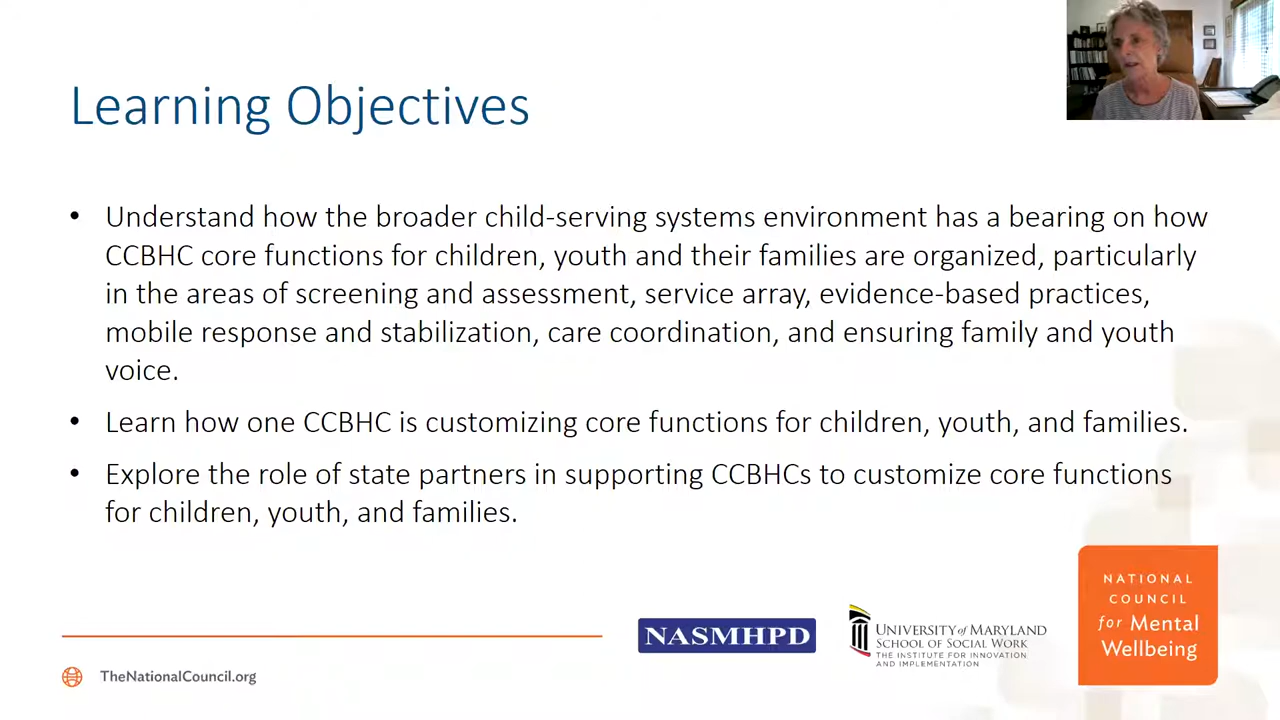 Learning Objectives
• Understand how the broader child-serving systems environment has a bearing on how
CCBHC core functions for children, youth and their families are organized, particularly
in the areas of screening and assessment, service array, evidence-based practices,
mobile response and stabilization, care coordination, and ensuring family and youth
voice.
• Learn how one CCBHC is customizing core functions for children, youth, and families.
• Explore the role of state partners in supporting CCBHCs to customize core functions
for children, youth, and families.
TheNationalCouncil.org
NASMHPD
UNIVERSITY of MARYLAND
SCHOOL OF SOCIAL WORK
THE INSTITUTE FOR INNOVATION
AND IMPLEMENTATION
NATIONAL
COUNCIL
for Mental
Wellbeing